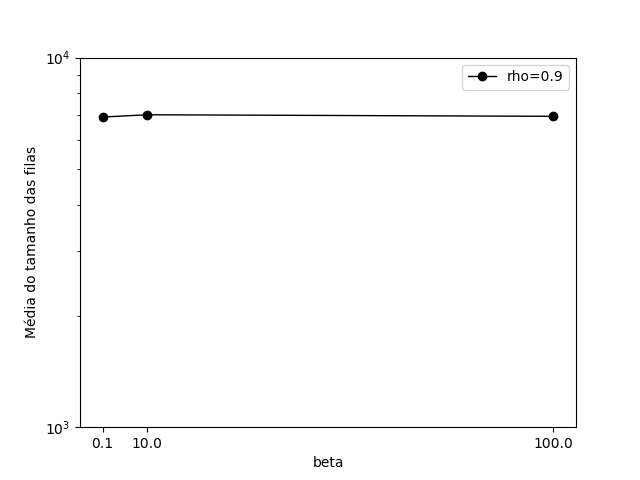 10⁴
rho=0.9
Média do tamanho das filas
10³
0.1 10.0 100.0
beta